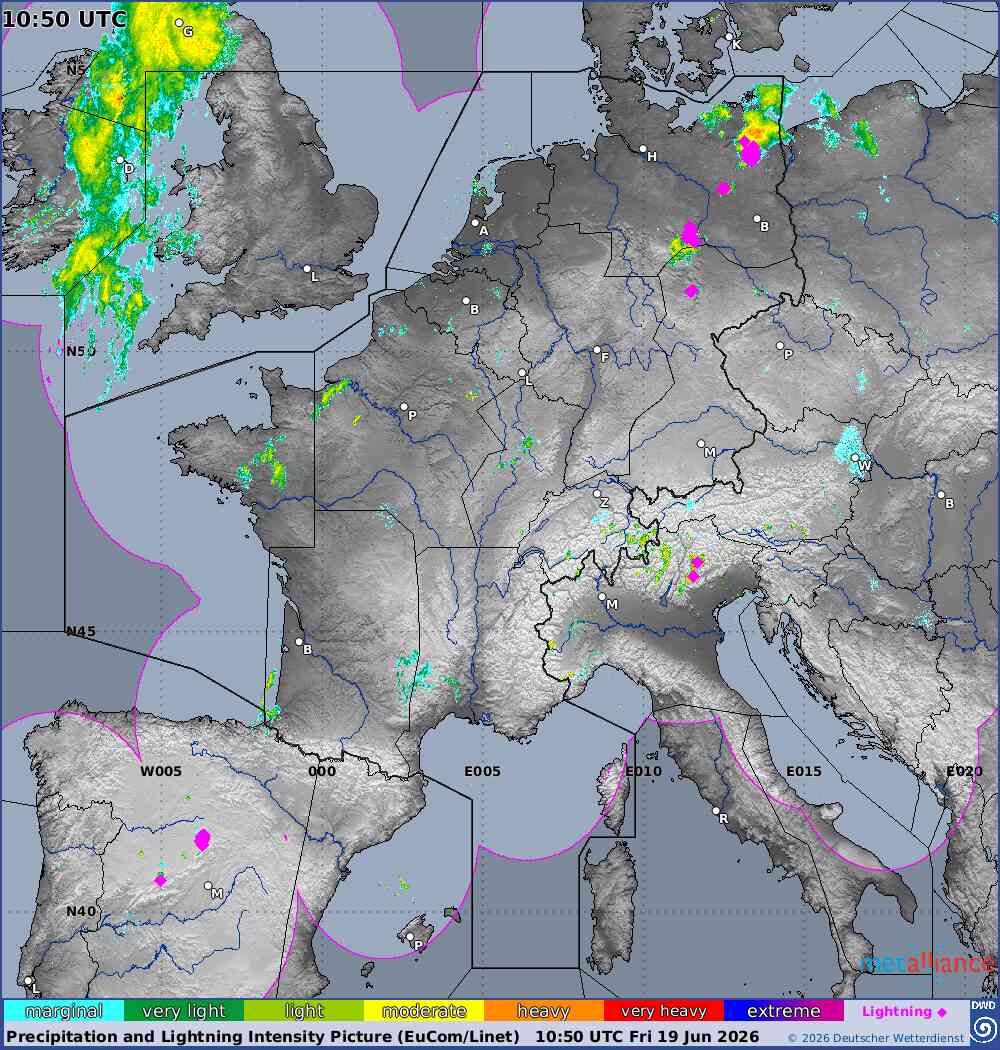 10:50 UTC
G
K
N5
H
D
A
B
L
B
N50
F
P
L
P
M
W
Z
B
M
N45
B
W005
000
E005
E010
E015
E020
R
M
N40
P
L
metalliance
marginal
very light
light
moderate
heavy
very heavy
extreme
Lightning
DWD
Precipitation and Lightning Intensity Picture (EuCom/Linet) 10:50 UTC Fri 19 Jun 2026
© 2026 Deutscher Wetterdienst